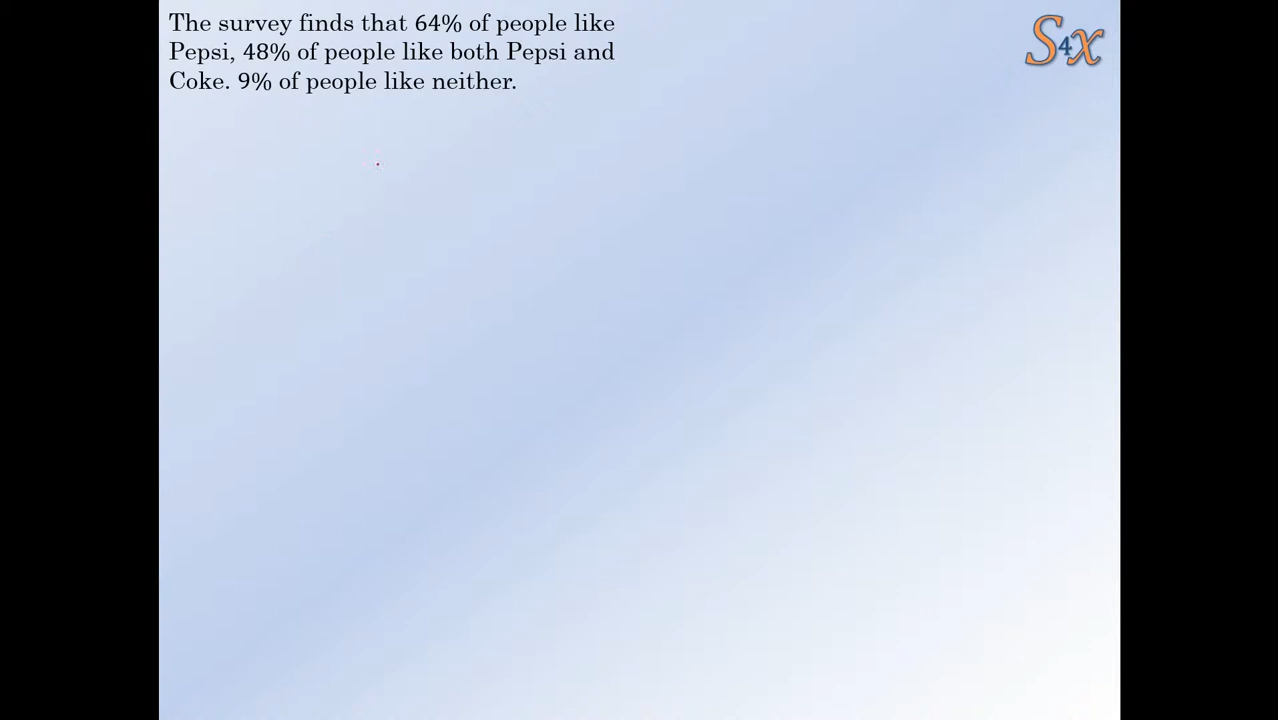 The survey finds that 64% of people like
Pepsi, 48% of people like both Pepsi and
Coke. 9% of people like neither.
S4x